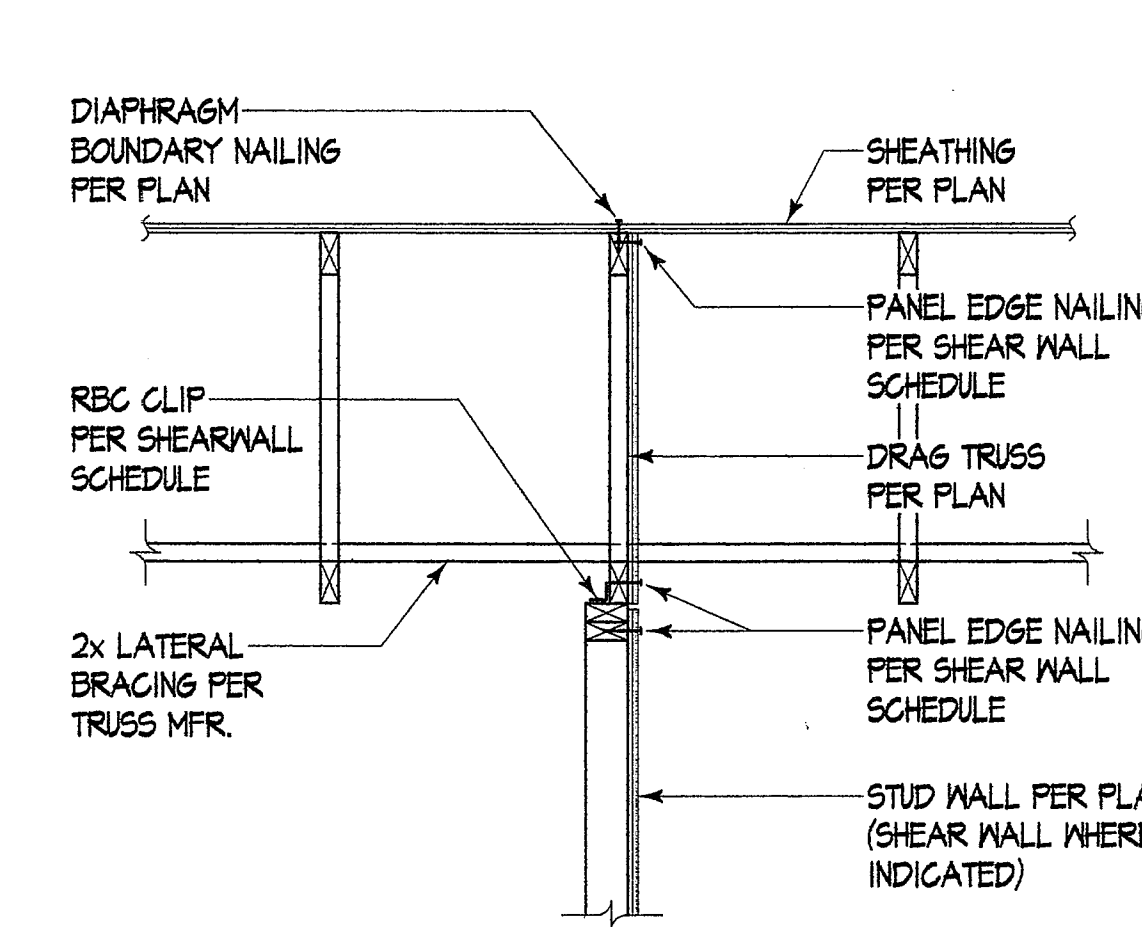 DIAPHRAGM
BOUNDARY NAILING
PER PLAN
SHEATHING
PER PLAN
PANEL EDGE NAILIN
PER SHEAR WALL
SCHEDULE
RBC CLIP
PER SHEARWALL
SCHEDULE
DRAG TRUSS
PER PLAN
2x LATERAL
BRACING PER
TRUSS MFR.
PANEL EDGE NAILIN
PER SHEAR WALL
SCHEDULE
STUD WALL PER PLA
(SHEAR WALL WHERE
INDICATED)